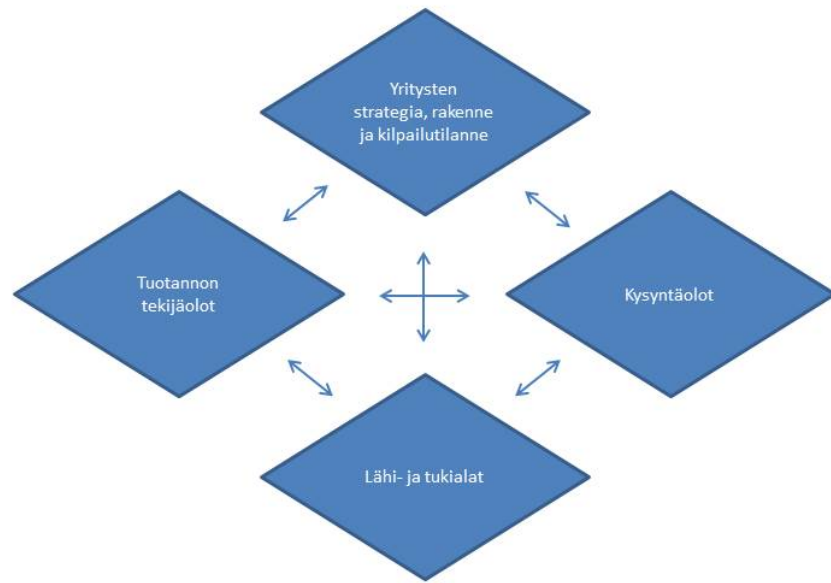 Yritysten
strategia, rakenne
ja kilpailutilanne
Tuotannon
tekijäolot
Kysyntäolot
Lähi- ja tukialat